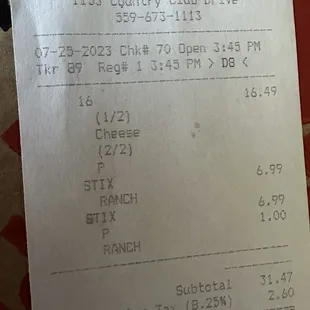 1153 Country Club Drive
559-673-1113
07-25-2023 Chk# 70 Open 3:45 PM
Tkr 89 Reg# 1 3:45 PM > D8 <
16 16.49
(1/2)
Cheese
(2/2)
P
STIX 6.99
RANCH
STIX 6.99
P 1.00
RANCH
Subtotal 31.47
Tax (8.25%) 2.60